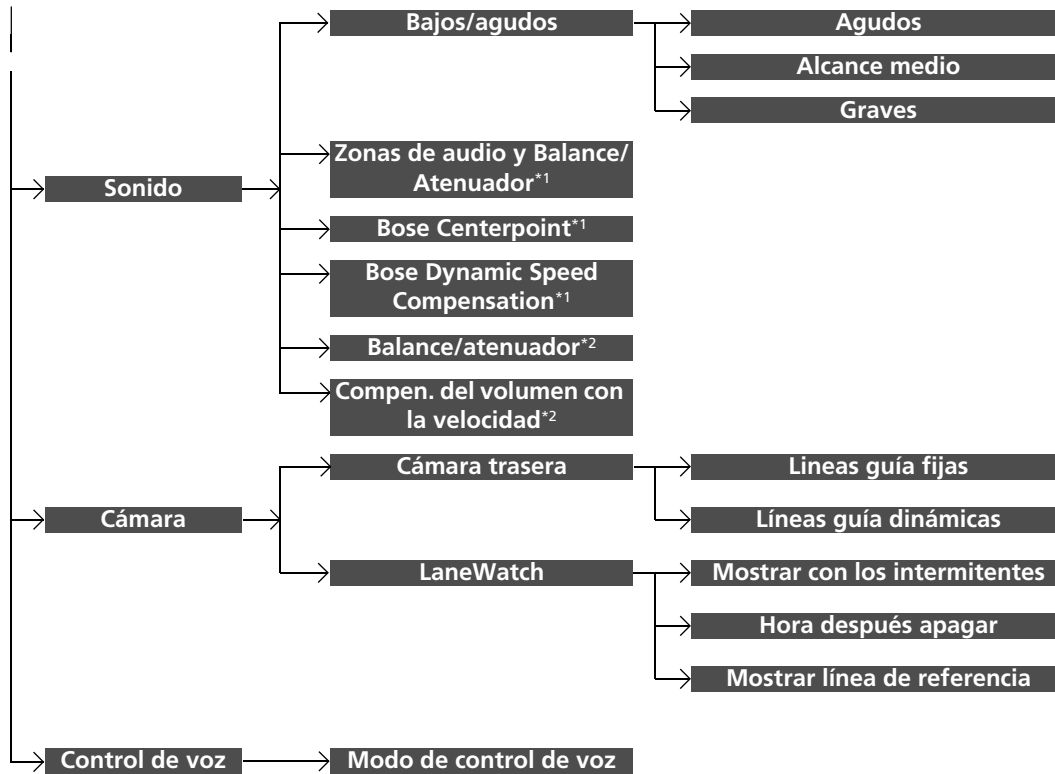 Bajos/agudos
Agudos
Alcance medio
Graves
Sonido
Zonas de audio y Balance/
Atenuador*1
Bose Centerpoint*1
Bose Dynamic Speed
Compensation*1
Balance/atenuador*2
Compen. del volumen con
la velocidad*2
Cámara
Cámara trasera
Lineas guía fijas
Líneas guía dinámicas
LaneWatch
Mostrar con los intermitentes
Hora después apagar
Mostrar línea de referencia
Control de voz
Modo de control de voz